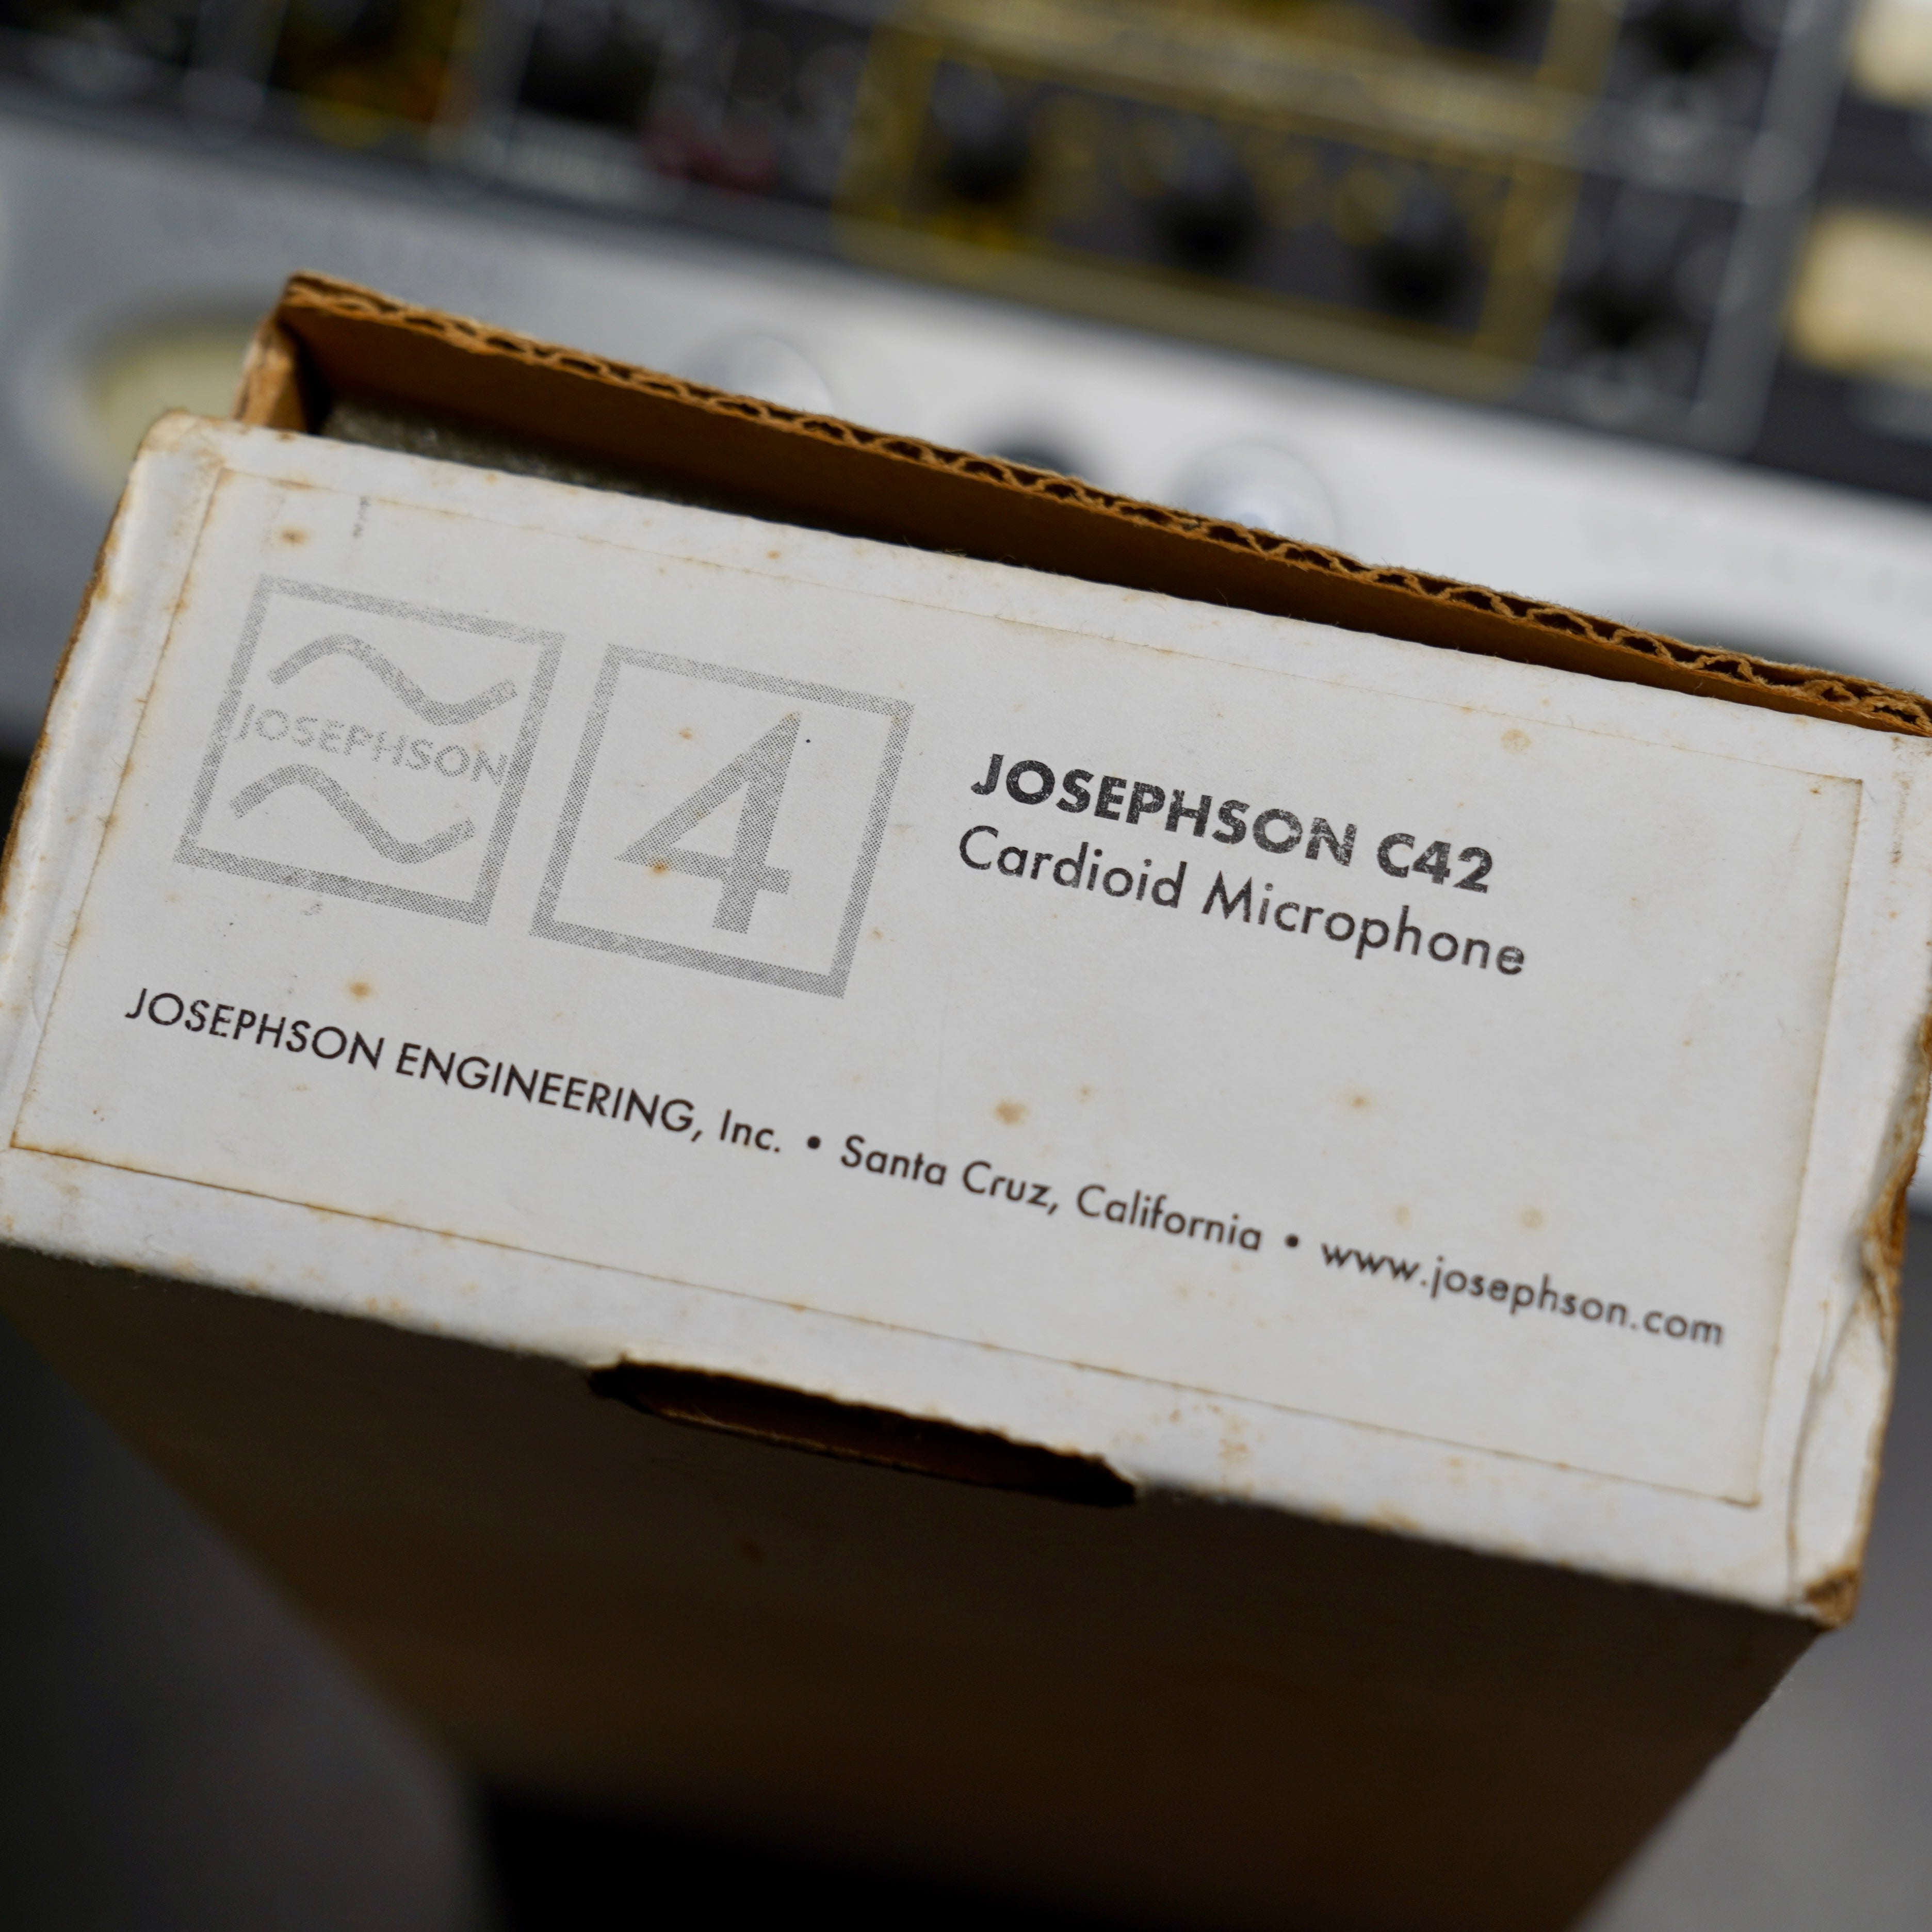 JOSEPHSON
4
JOSEPHSON C42
Cardioid Microphone
JOSEPHSON ENGINEERING, Inc. • Santa Cruz, California • www.josephson.com